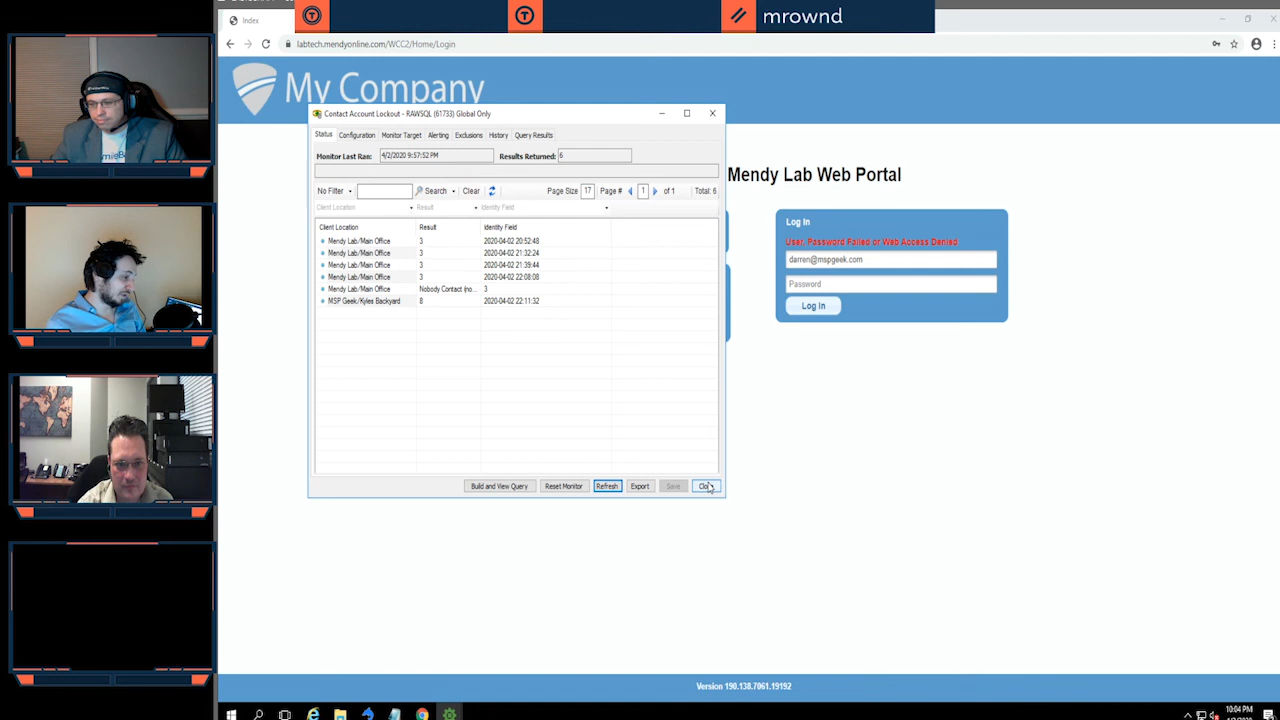 mrownd
Index
labtech.mendyonline.com/WCC2/Home/Login
My Company
Contact Account Lockout - RAWSQL (61733) Global Only
Status Configuration Monitor Target Alerting Exclusions History Query Results
Monitor Last Ran: 4/2/2020 9:57:52 PM Results Returned: 6
No Filter Search Clear Page Size 17 Page # 1 of 1 Total: 6
Client Location Result Identity Field
Client Location Result Identity Field
Mendy Lab/Main Office 3 2020-04-02 20:52:48
Mendy Lab/Main Office 3 2020-04-02 21:32:24
Mendy Lab/Main Office 3 2020-04-02 21:39:44
Mendy Lab/Main Office 3 2020-04-02 22:08:08
Mendy Lab/Main Office Nobody Contact (no... 3
MSP Geek/Kyles Backyard 8 2020-04-02 22:11:32
Build and View Query Reset Monitor Refresh Export Save
Mendy Lab Web Portal
Log In
User, Password Failed or Web Access Denied
darren@mspgeek.com
Password
Log In
Version 190.138.7061.19192
10:04 PM